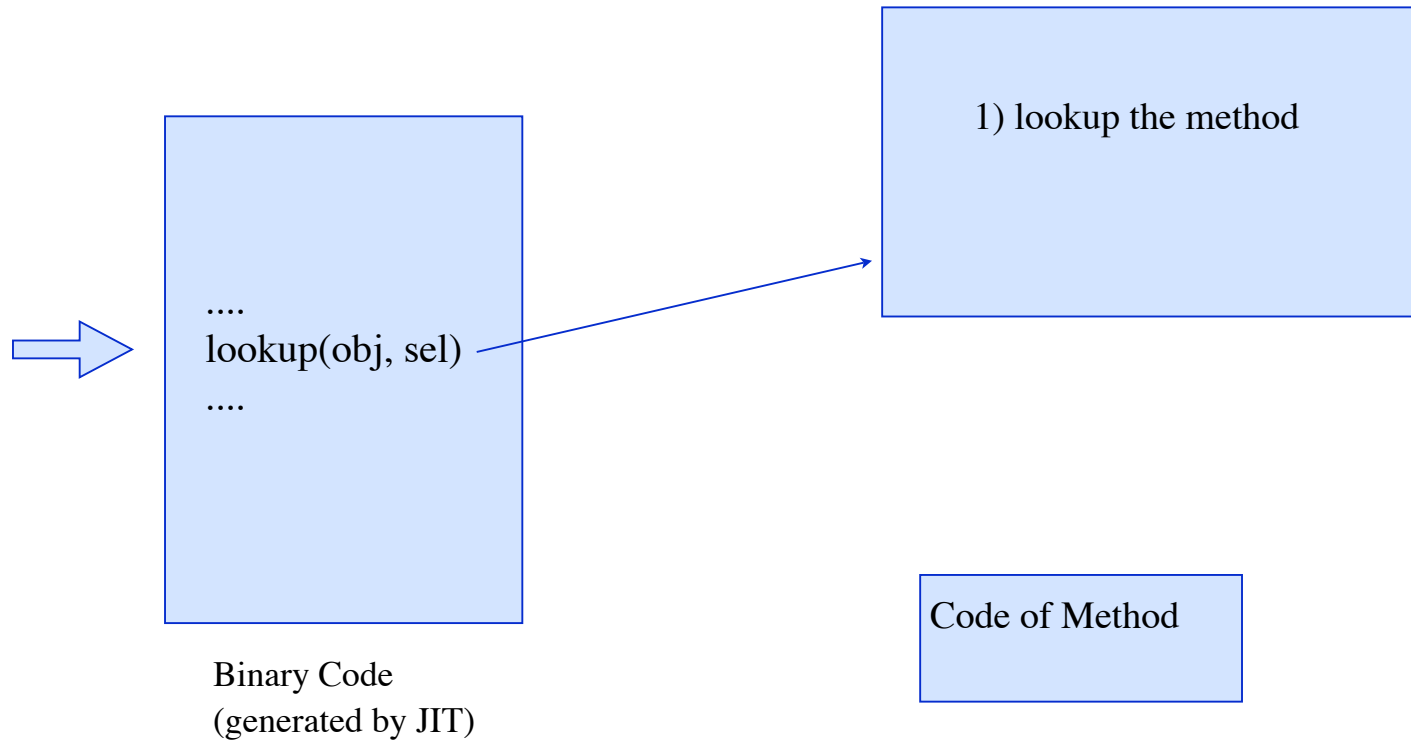 1) lookup the method
....
lookup(obj, sel)
....
Code of Method
Binary Code
(generated by JIT)